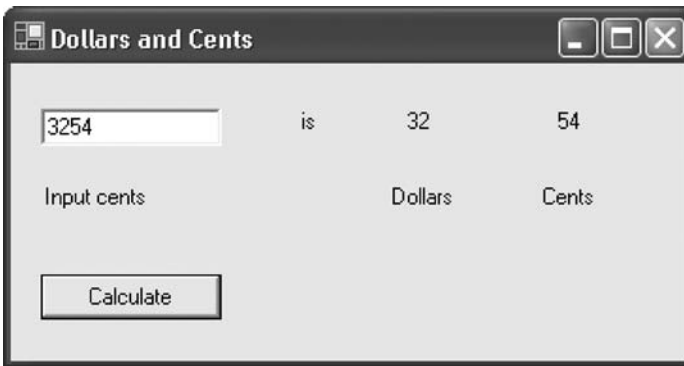 Dollars and Cents
3254 is 32 54
Input cents Dollars Cents
Calculate